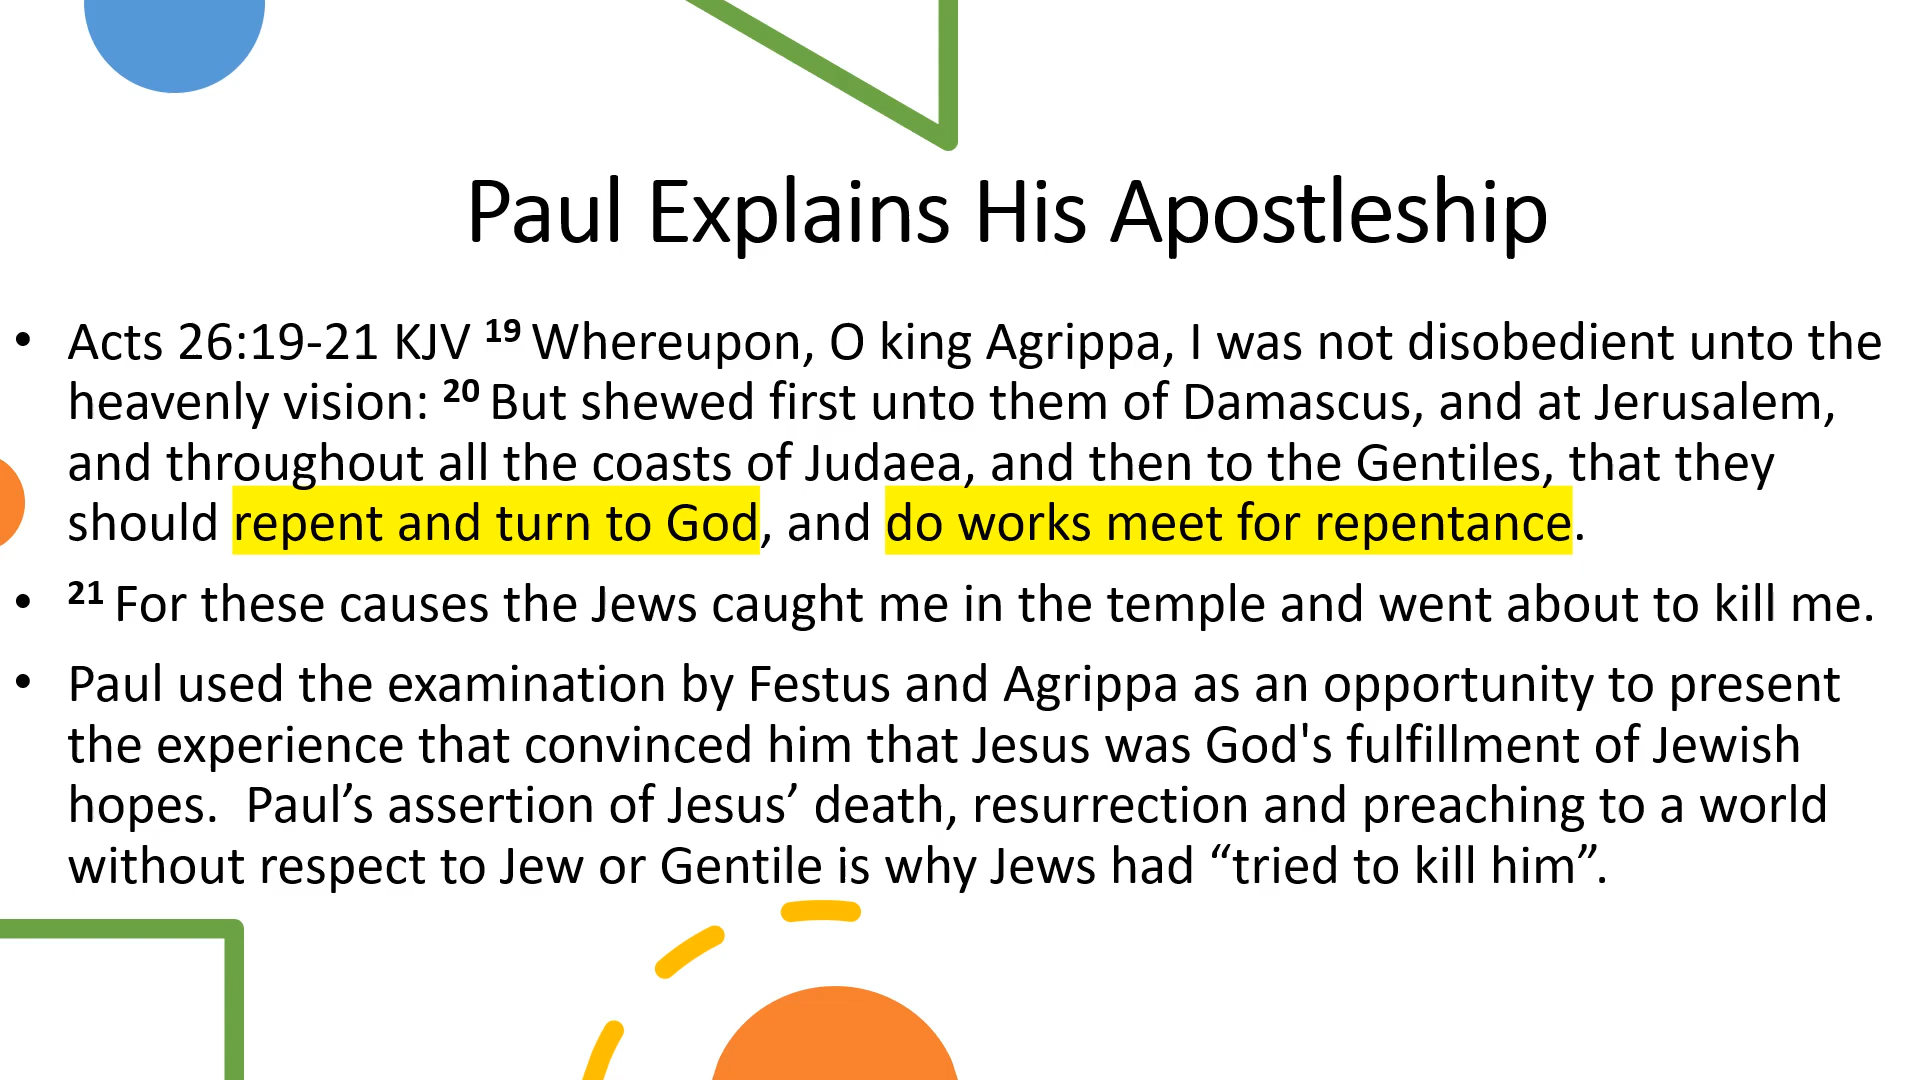 Paul Explains His Apostleship
• Acts 26:19-21 KJV 19 Whereupon, O king Agrippa, I was not disobedient unto the
heavenly vision: 20 But shewed first unto them of Damascus, and at Jerusalem,
and throughout all the coasts of Judaea, and then to the Gentiles, that they
should repent and turn to God, and do works meet for repentance.
• 21 For these causes the Jews caught me in the temple and went about to kill me.
• Paul used the examination by Festus and Agrippa as an opportunity to present
the experience that convinced him that Jesus was God's fulfillment of Jewish
hopes.  Paul’s assertion of Jesus’ death, resurrection and preaching to a world
without respect to Jew or Gentile is why Jews had “tried to kill him”.